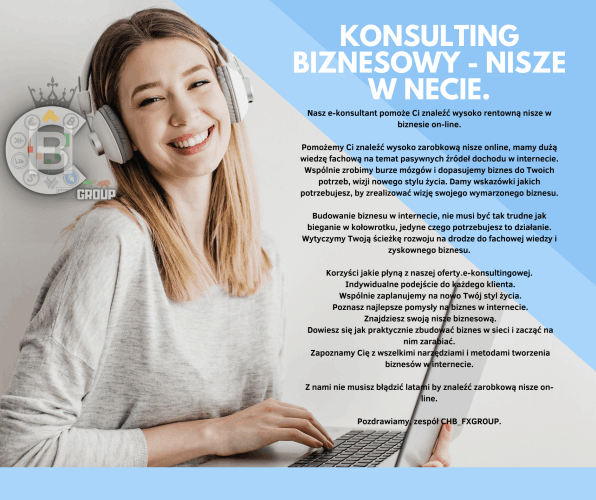 KONSULTING
BIZNESOWY - NISZE
W NECIE.
Nasz e-konsultant pomoże Ci znaleźć wysoko rentowną nisze w
biznesie on-line.
Pomożemy Ci znaleźć wysoko zarobkową nisze online, mamy dużą
wiedzę fachową na temat pasywnych źródeł dochodu w internecie.
Wspólnie zrobimy burze mózgów i dopasujemy biznes do Twoich
potrzeb, wizji nowego stylu życia. Damy wskazówki jakich
potrzebujesz, by zrealizować wizję swojego wymarzonego biznesu.
Budowanie biznesu w internecie, nie musi być tak trudne jak
bieganie w kołowrotku, jedyne czego potrzebujesz to działanie.
Wytyczymy Twoją ścieżkę rozwoju na drodze do fachowej wiedzy i
zyskownego biznesu.
Korzyści jakie płyną z naszej oferty.e-konsultingowej.
Indywidualne podejście do każdego klienta.
Wspólnie zaplanujemy na nowo Twój styl życia.
Poznasz najlepsze pomysły na biznes w internecie.
Znajdziesz swoją nisze biznesową.
Dowiesz się jak praktycznie zbudować biznes w sieci i zacząć na
nim zarabiać.
Zapoznamy Cię z wszelkimi narzędziami i metodami tworzenia
biznesów w internecie.
Z nami nie musisz błądzić latami by znaleźć zarobkową nisze on-
line.
Pozdrawiamy, zespół CHB_FXGROUP.
CB
GROUP